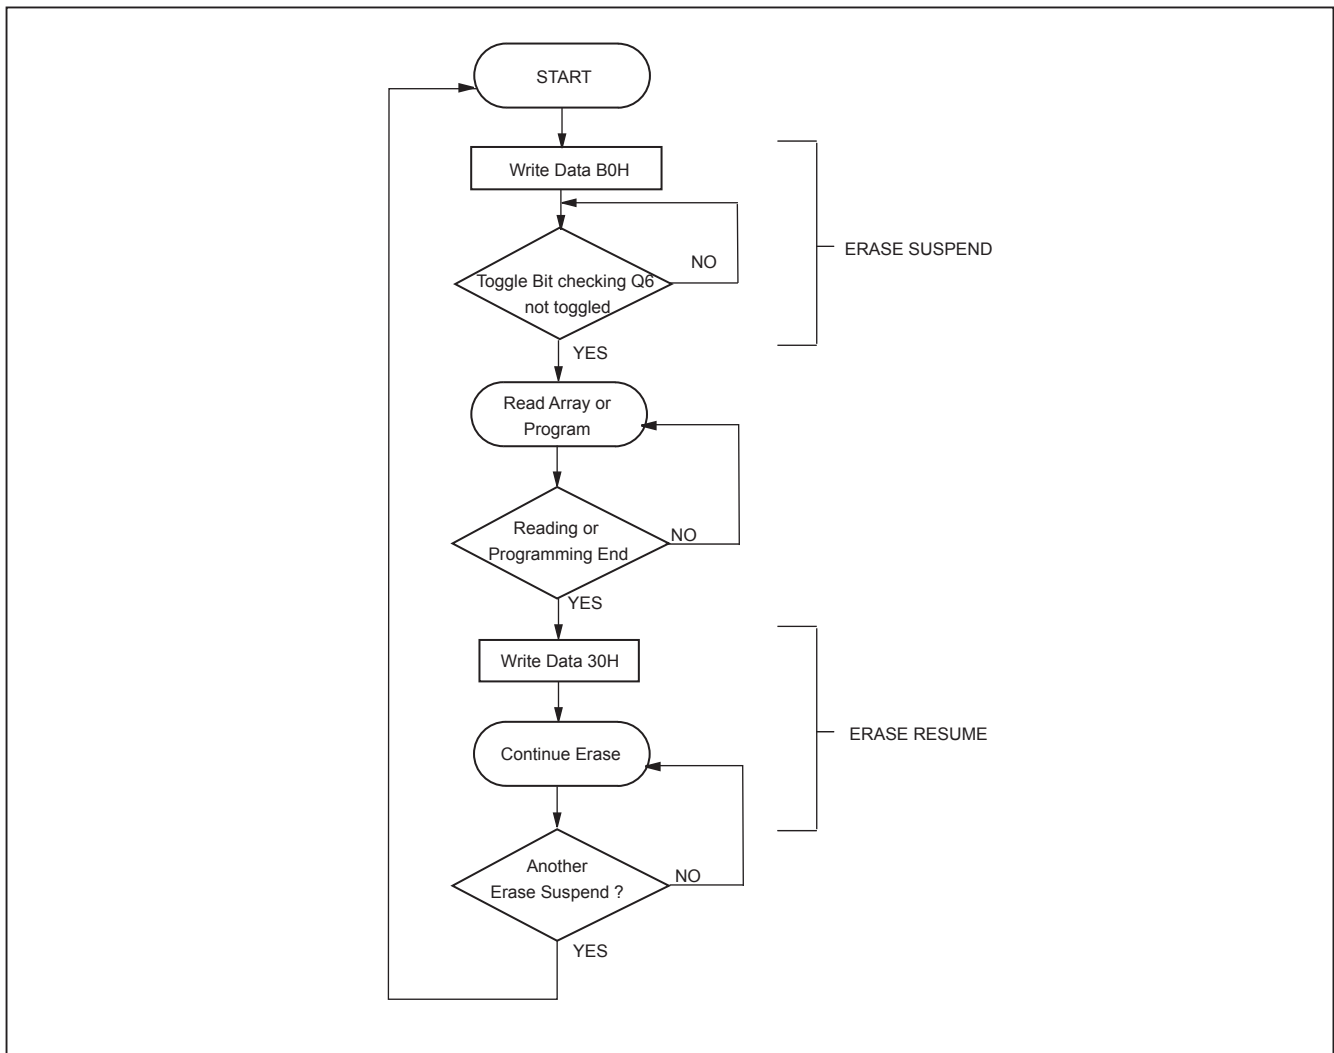 START
Write Data B0H
ERASE SUSPEND
NO
Toggle Bit checking Q6
not toggled
YES
Read Array or
Program
Reading or
Programming End
NO
YES
Write Data 30H
ERASE RESUME
Continue Erase
Another
Erase Suspend ?
NO
YES